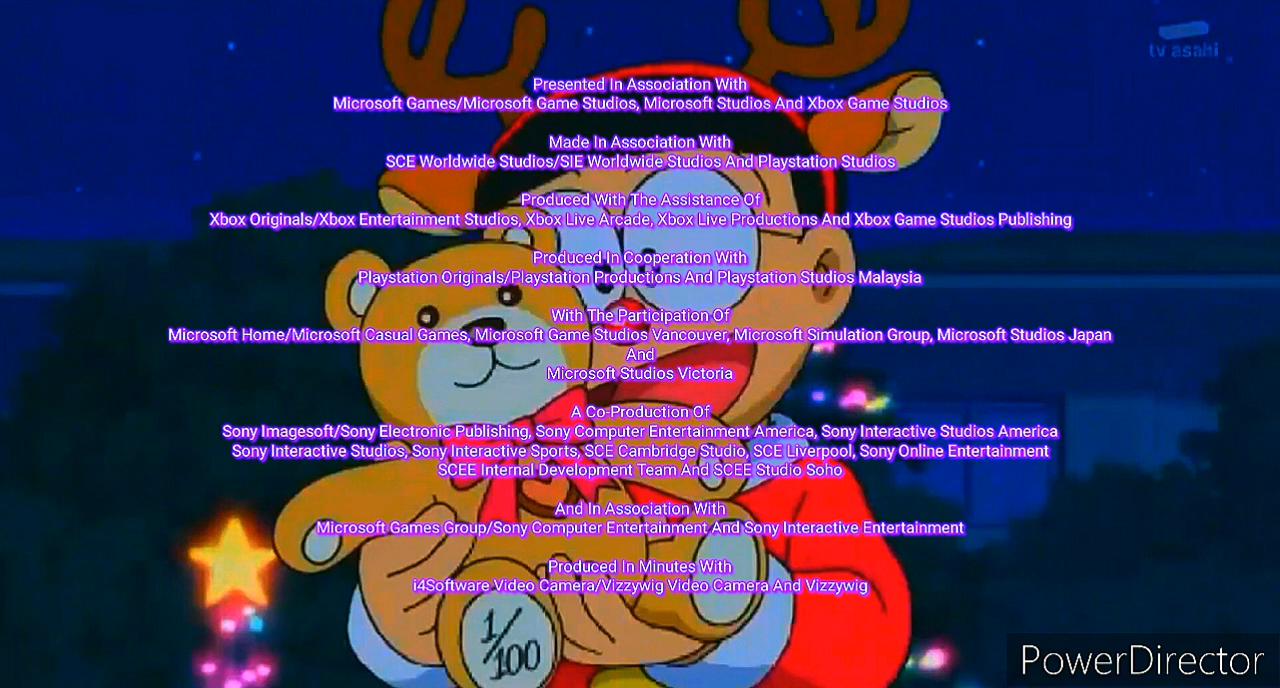 tv asahi
Presented In Association With
Microsoft Games/Microsoft Game Studios, Microsoft Studios And Xbox Game Studios
Made In Association With
SCE Worldwide Studios/SIE Worldwide Studios And Playstation Studios
Produced With The Assistance Of
Xbox Originals/Xbox Entertainment Studios, Xbox Live Arcade, Xbox Live Productions And Xbox Game Studios Publishing
Produced In Cooperation With
Playstation Originals/Playstation Productions And Playstation Studios Malaysia
With The Participation Of
Microsoft Home/Microsoft Casual Games, Microsoft Game Studios Vancouver, Microsoft Simulation Group, Microsoft Studios Japan
And
Microsoft Studios Victoria
A Co-Production Of
Sony Imagesoft/Sony Electronic Publishing, Sony Computer Entertainment America, Sony Interactive Studios America
Sony Interactive Studios, Sony Interactive Sports, SCE Cambridge Studio, SCE Liverpool, Sony Online Entertainment
SCEE Internal Development Team And SCEE Studio Soho
And In Association With
Microsoft Games Group/Sony Computer Entertainment And Sony Interactive Entertainment
Produced In Minutes With
i4Software Video Camera/Vizzywig Video Camera And Vizzywig
1/100
PowerDirector